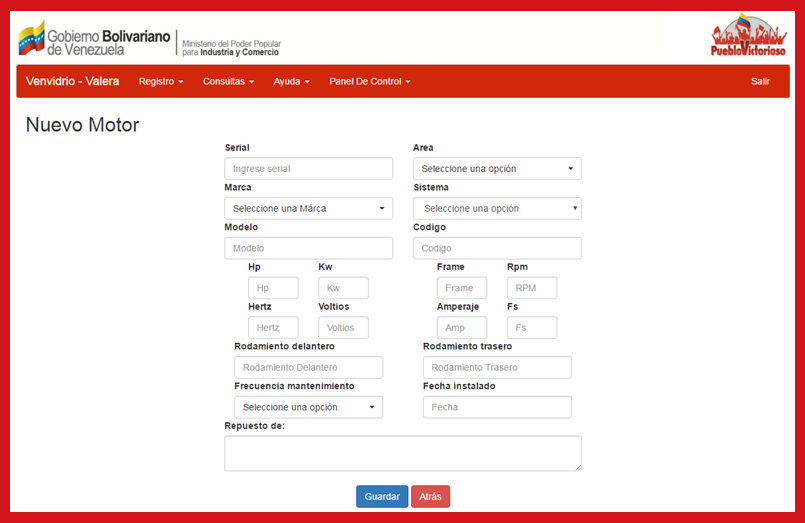 Gobierno Bolivariano
de Venezuela
Ministerio del Poder Popular
para Industria y Comercio
PuebloVictorioso
Venvidrio - Valera Registro Consultas Ayuda Panel De Control Salir
Nuevo Motor
Serial Area
Ingrese serial Seleccione una opción
Marca Sistema
Seleccione una Márca Seleccione una opción
Modelo Codigo
Modelo Codigo
Hp Kw Frame Rpm
Hp Kw Frame RPM
Hertz Voltios Amperaje Fs
Hertz Voltios Amp Fs
Rodamiento delantero Rodamiento trasero
Rodamiento Delantero Rodamiento Trasero
Frecuencia mantenimiento Fecha instalado
Seleccione una opción Fecha
Repuesto de:
Guardar Atrás